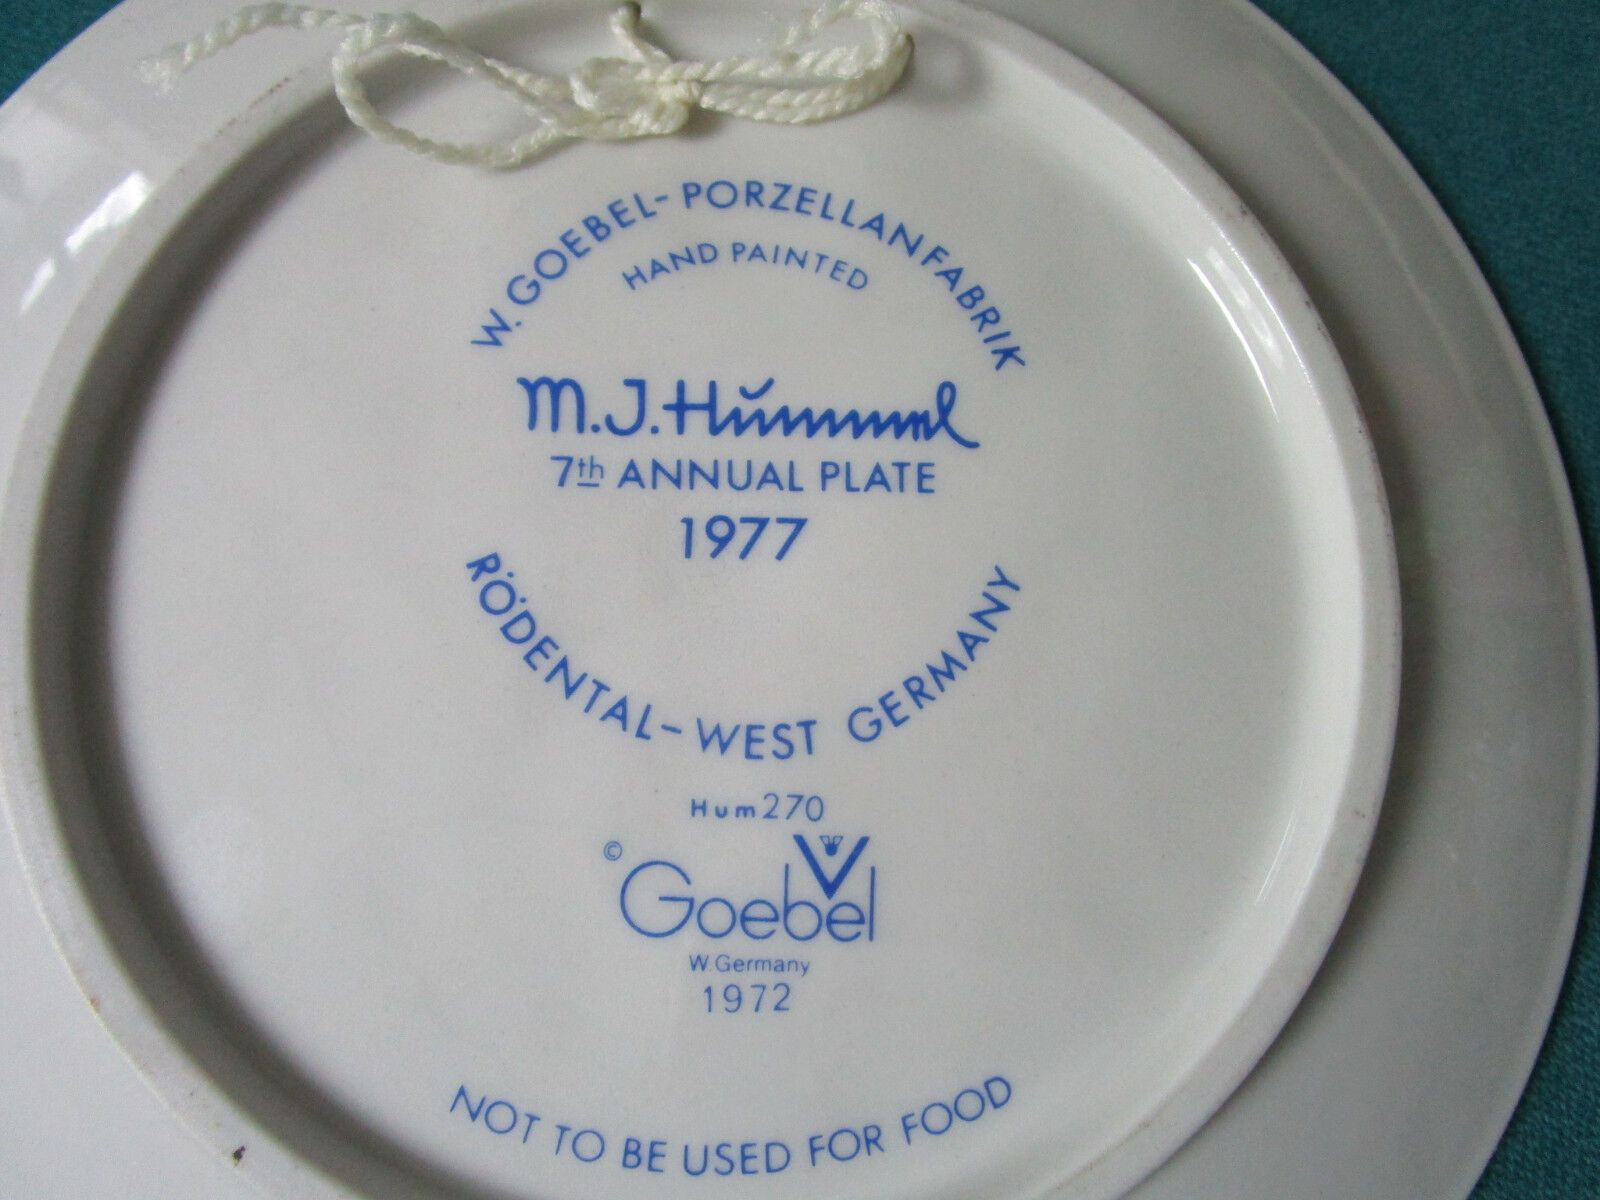 W. GOEBEL-PORZELLANFABRIK
HAND PAINTED
M.J. Hummel
7th ANNUAL PLATE
1977
RÖDENTAL-WEST GERMANY
Hum 270
© Goebel
W. Germany
1972
NOT TO BE USED FOR FOOD